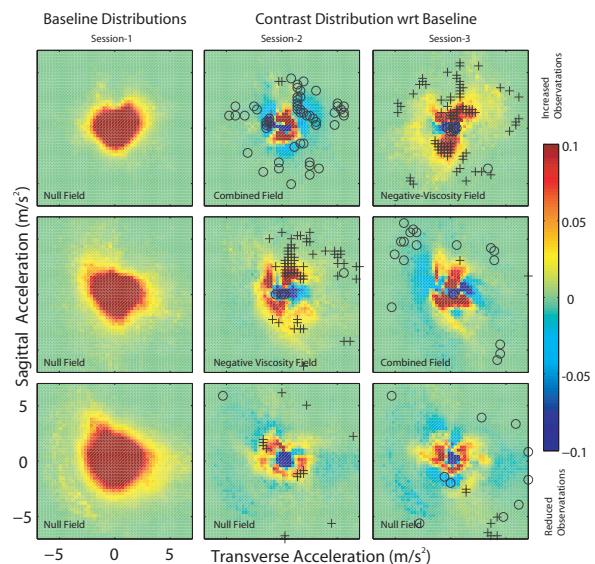 Baseline Distributions
Contrast Distribution wrt Baseline
Session-1
Session-2
Session-3
Null Field
Combined Field
Negative-Viscosity Field
Null Field
Negative Viscosity Field
Combined Field
5
0
−5
Null Field
Null Field
Null Field
−5
0
5
Sagittal Acceleration (m/s²)
Transverse Acceleration (m/s²)
Increased
Observatations
0.1
0.05
0
−0.05
−0.1
Reduced
Observatations